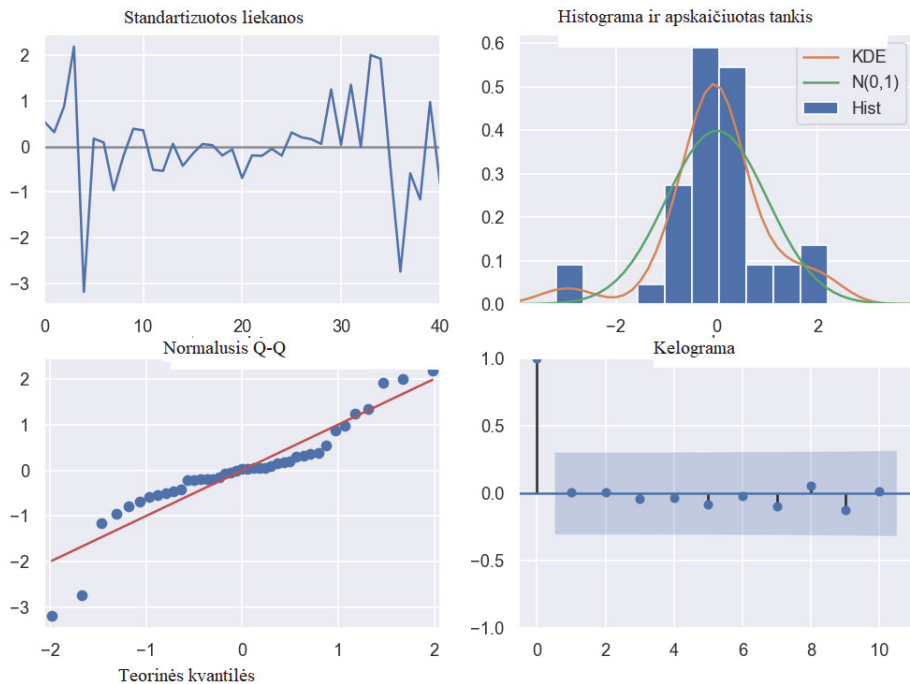 Standartizuotos liekanos
2
1
0
−1
−2
−3
0 10 20 30 40
Histograma ir apskaičiuotas tankis
0.6
0.5
0.4
0.3
0.2
0.1
0.0
−2 0 2
KDE
N(0,1)
Hist
Normalusis Q-Q
2
1
0
−1
−2
−3
−2 −1 0 1 2
Teorinės kvantilės
Kelograma
1.0
0.5
0.0
−0.5
−1.0
0 2 4 6 8 10